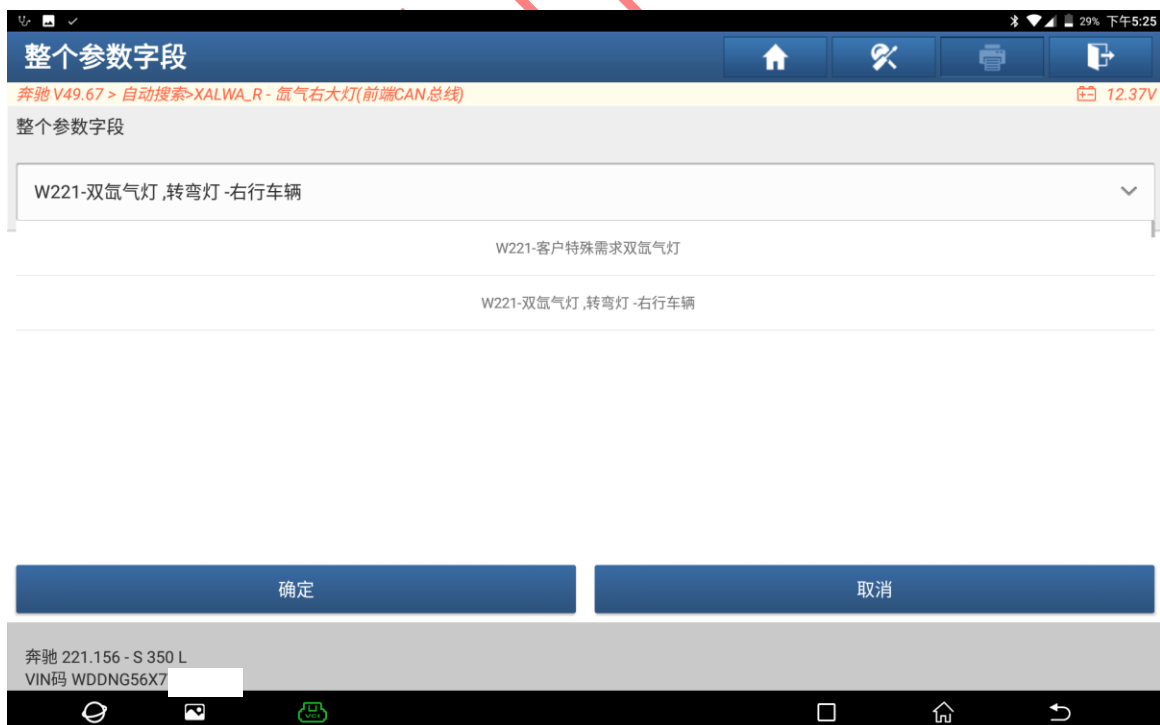 29% 下午5:25
整个参数字段
奔驰 V49.67 > 自动搜索>XALWA_R - 氙气右大灯(前端CAN总线)
12.37V
整个参数字段
W221-双氙气灯 ,转弯灯 -右行车辆
W221-客户特殊需求双氙气灯
W221-双氙气灯 ,转弯灯 -右行车辆
确定
取消
奔驰 221.156 - S 350 L
VIN码 WDDNG56X7
VCI